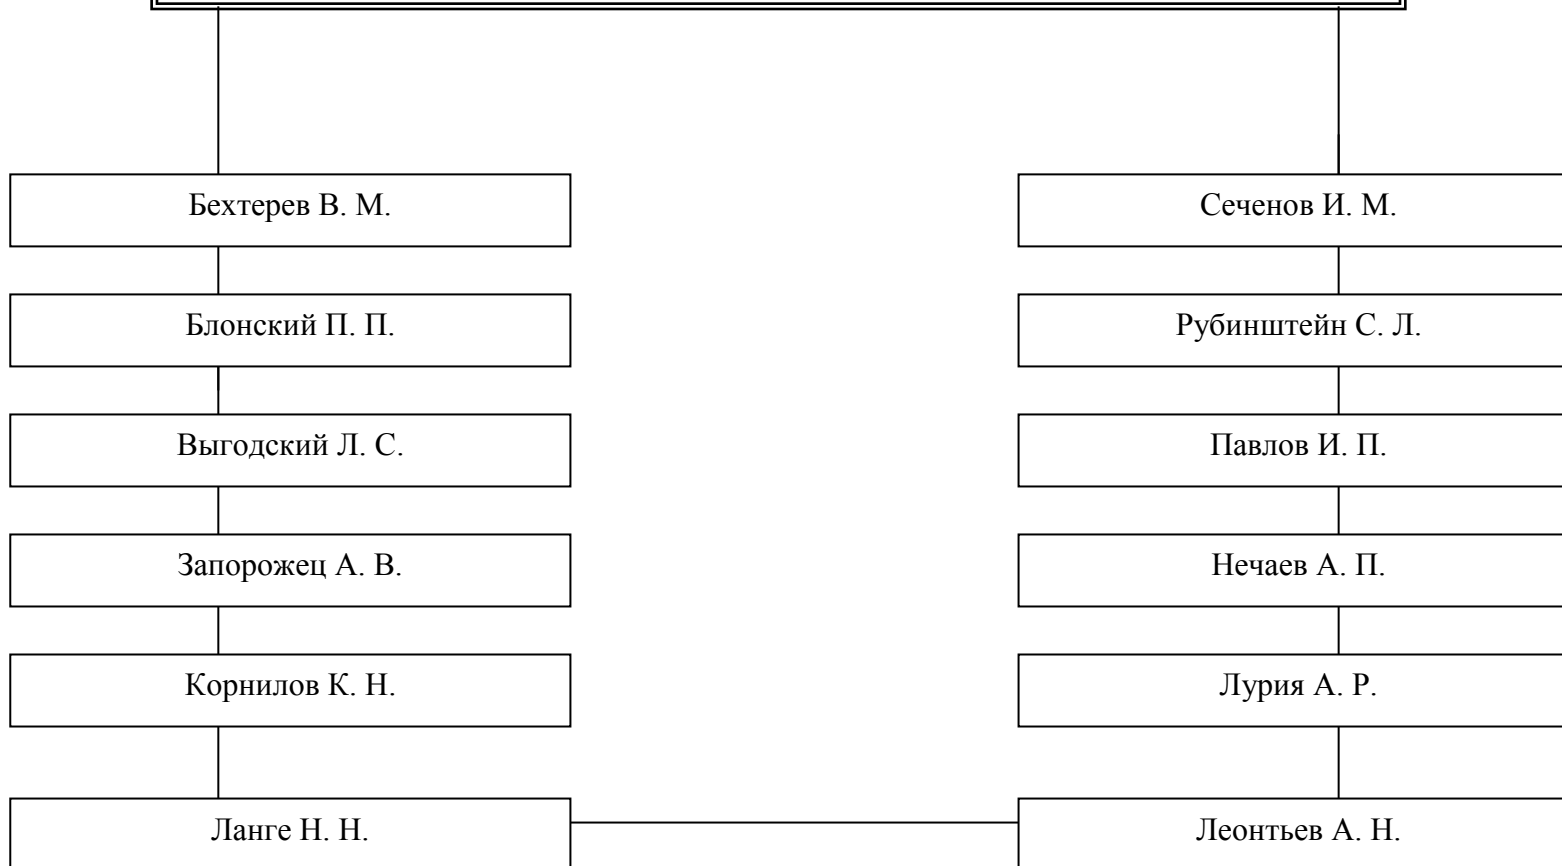 Бехтерев В. М.
Блонский П. П.
Выгодский Л. С.
Запорожец А. В.
Корнилов К. Н.
Ланге Н. Н.
Сеченов И. М.
Рубинштейн С. Л.
Павлов И. П.
Нечаев А. П.
Лурия А. Р.
Леонтьев А. Н.